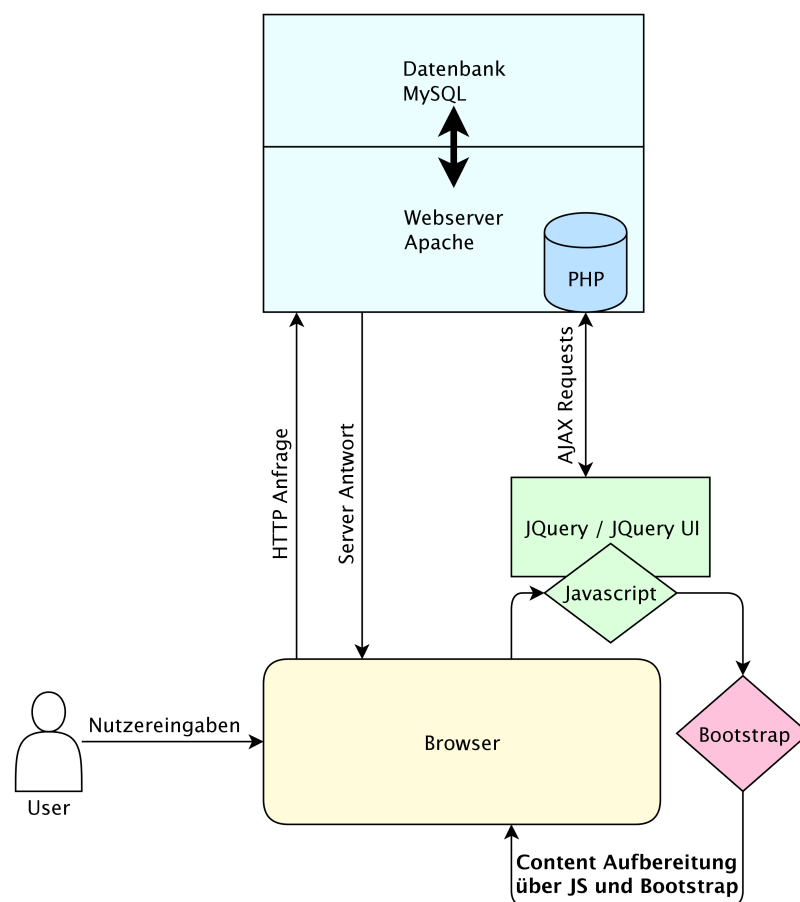 Datenbank
MySQL
Webserver
Apache
PHP
HTTP Anfrage
Server Antwort
AJAX Requests
JQuery / JQuery UI
Javascript
Nutzereingaben
User
Browser
Bootstrap
Content Aufbereitung
über JS und Bootstrap